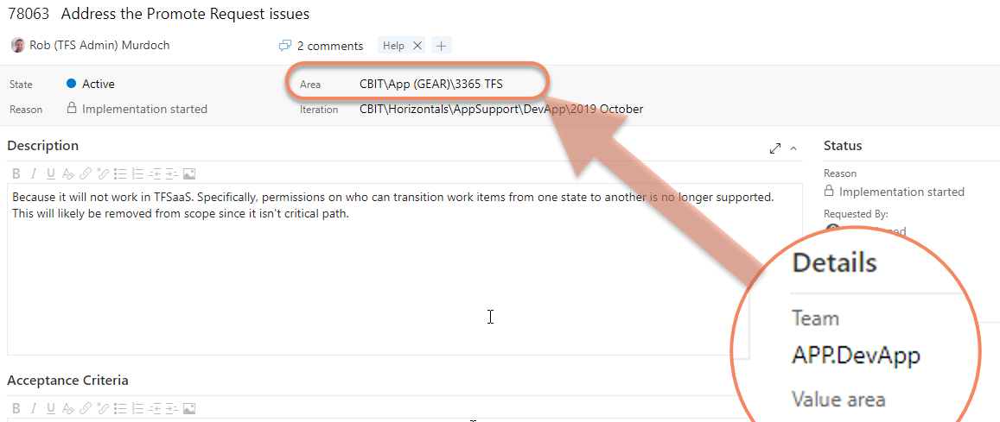 78063 Address the Promote Request issues
Rob (TFS Admin) Murdoch 2 comments Help
State Active Area CBIT\App (GEAR)\3365 TFS
Reason Implementation started Iteration CBIT\Horizontals\AppSupport\DevApp\2019 October
Description
Because it will not work in TFSaaS. Specifically, permissions on who can transition work items from one state to another is no longer supported.
This will likely be removed from scope since it isn't critical path.
Status
Reason
Implementation started
Requested By:
Details
Team
APP.DevApp
Value area
Acceptance Criteria